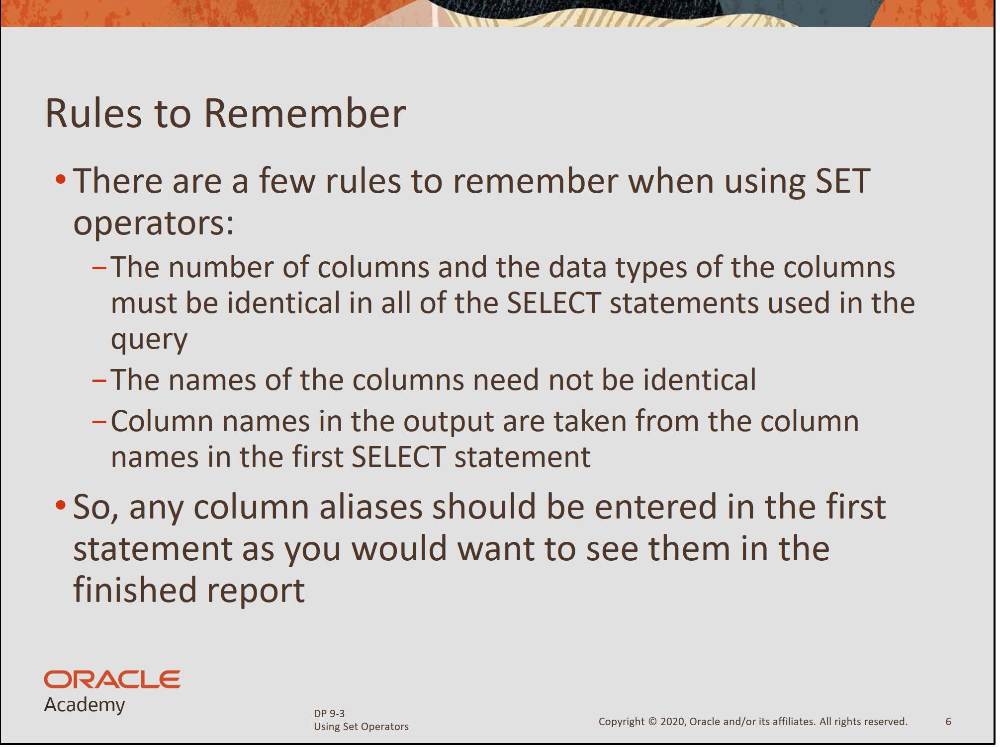 Rules to Remember
• There are a few rules to remember when using SET
operators:
–The number of columns and the data types of the columns
must be identical in all of the SELECT statements used in the
query
–The names of the columns need not be identical
–Column names in the output are taken from the column
names in the first SELECT statement
• So, any column aliases should be entered in the first
statement as you would want to see them in the
finished report
ORACLE
Academy
DP 9-3
Using Set Operators
Copyright © 2020, Oracle and/or its affiliates. All rights reserved.
6